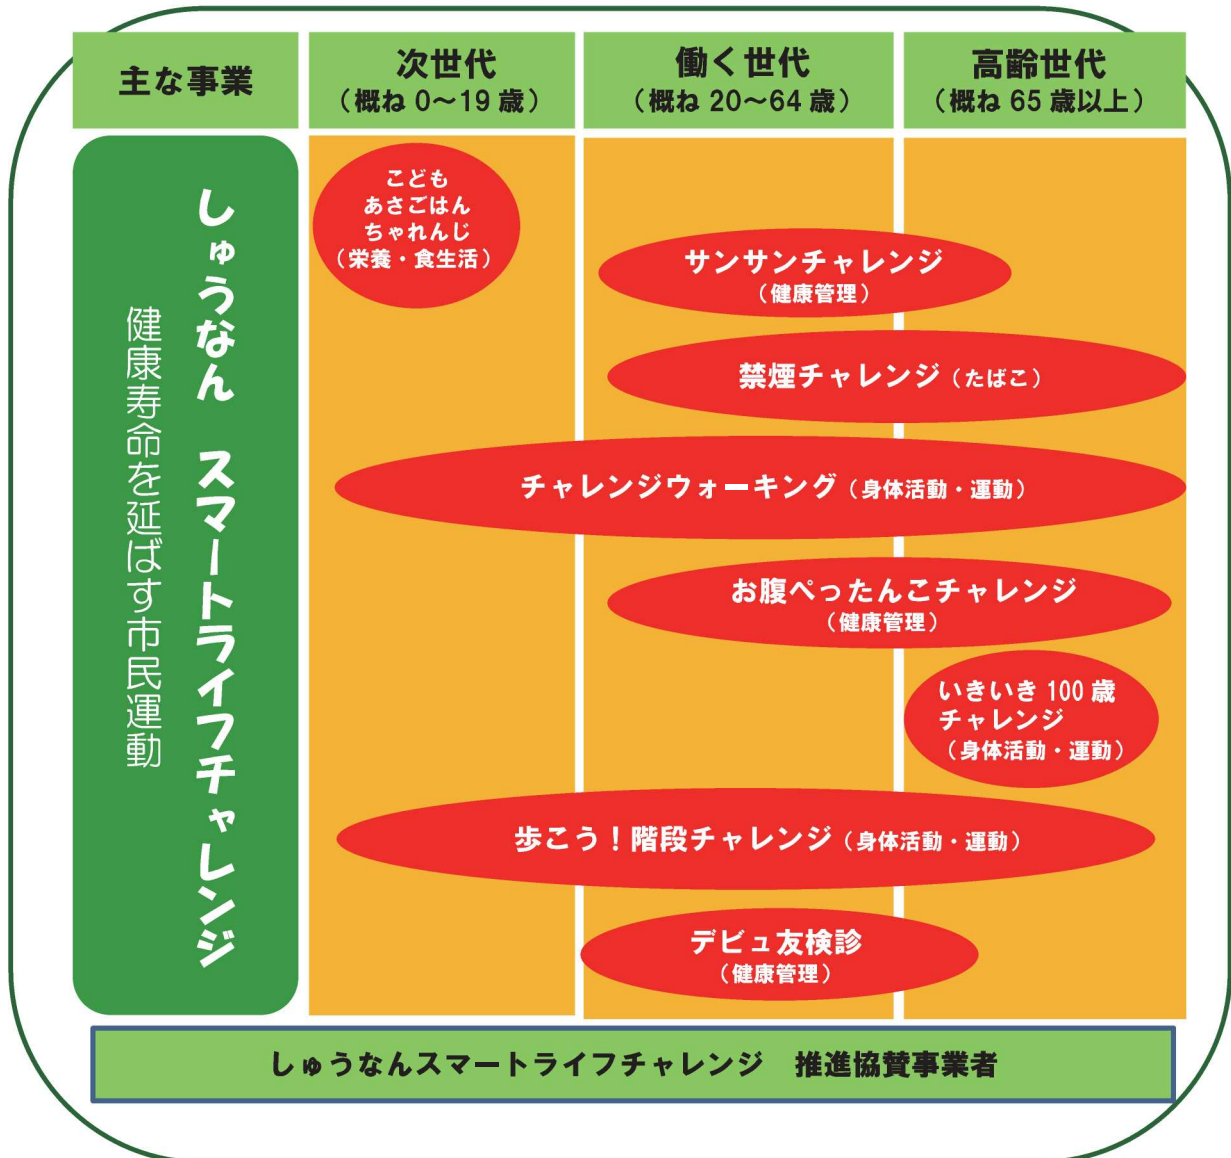 主な事業
次世代
（概ね 0～19 歳）
働く世代
（概ね 20～64 歳）
高齢世代
（概ね 65 歳以上）
しゅうなん スマートライフチャレンジ
健康寿命を延ばす市民運動
こども
あさごはん
ちゃれんじ
（栄養・食生活）
サンサンチャレンジ
（健康管理）
禁煙チャレンジ（たばこ）
チャレンジウォーキング（身体活動・運動）
お腹ぺったんこチャレンジ
（健康管理）
いきいき 100 歳
チャレンジ
（身体活動・運動）
歩こう！階段チャレンジ（身体活動・運動）
デビュ友検診
（健康管理）
しゅうなんスマートライフチャレンジ　推進協賛事業者